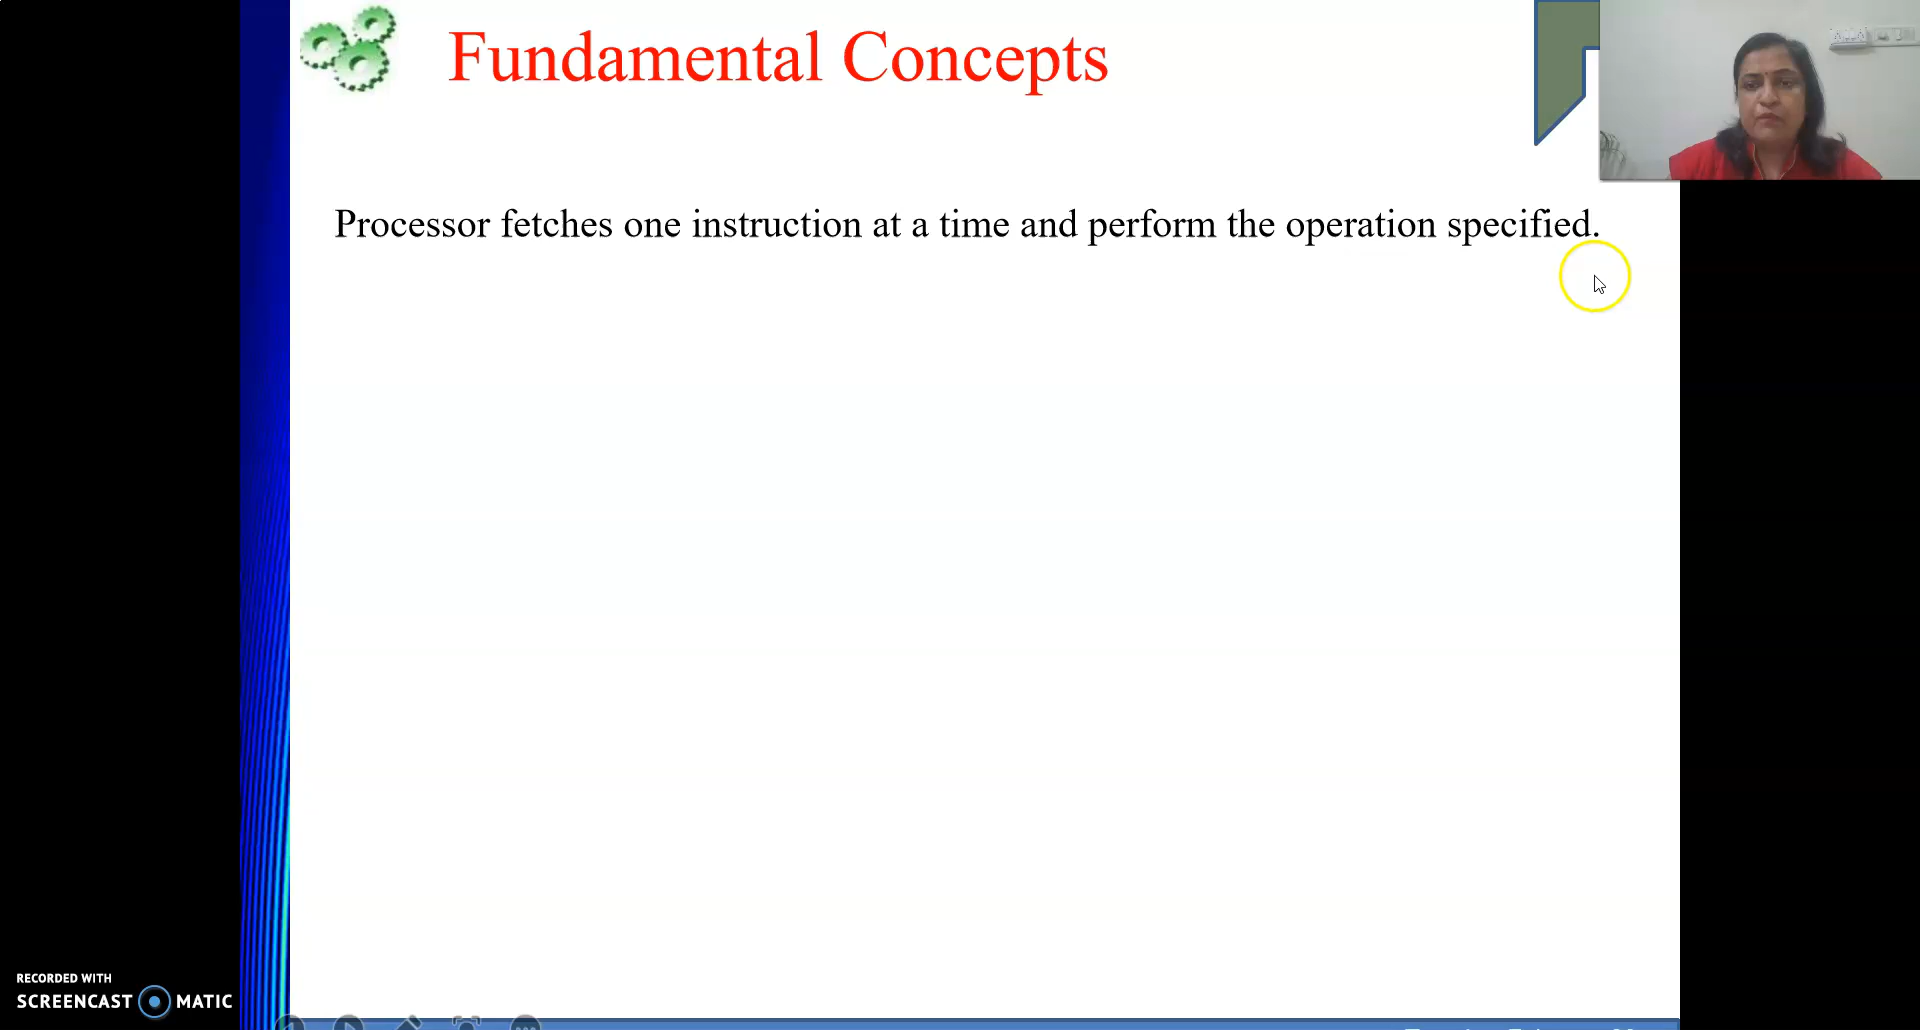 Fundamental Concepts
Processor fetches one instruction at a time and perform the operation specified.
RECORDED WITH
SCREENCAST MATIC